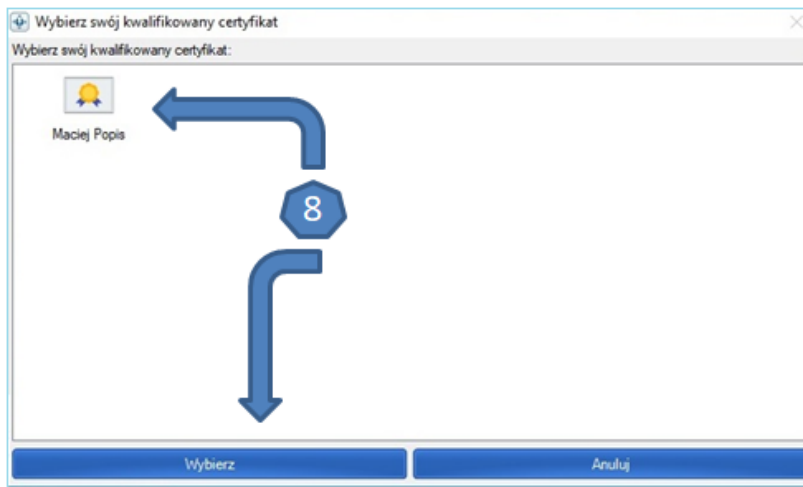 Wybierz swój kwalifikowany certyfikat
Wybierz swój kwalifikowany certyfikat:
Maciej Popis
8
Wybierz
Anuluj